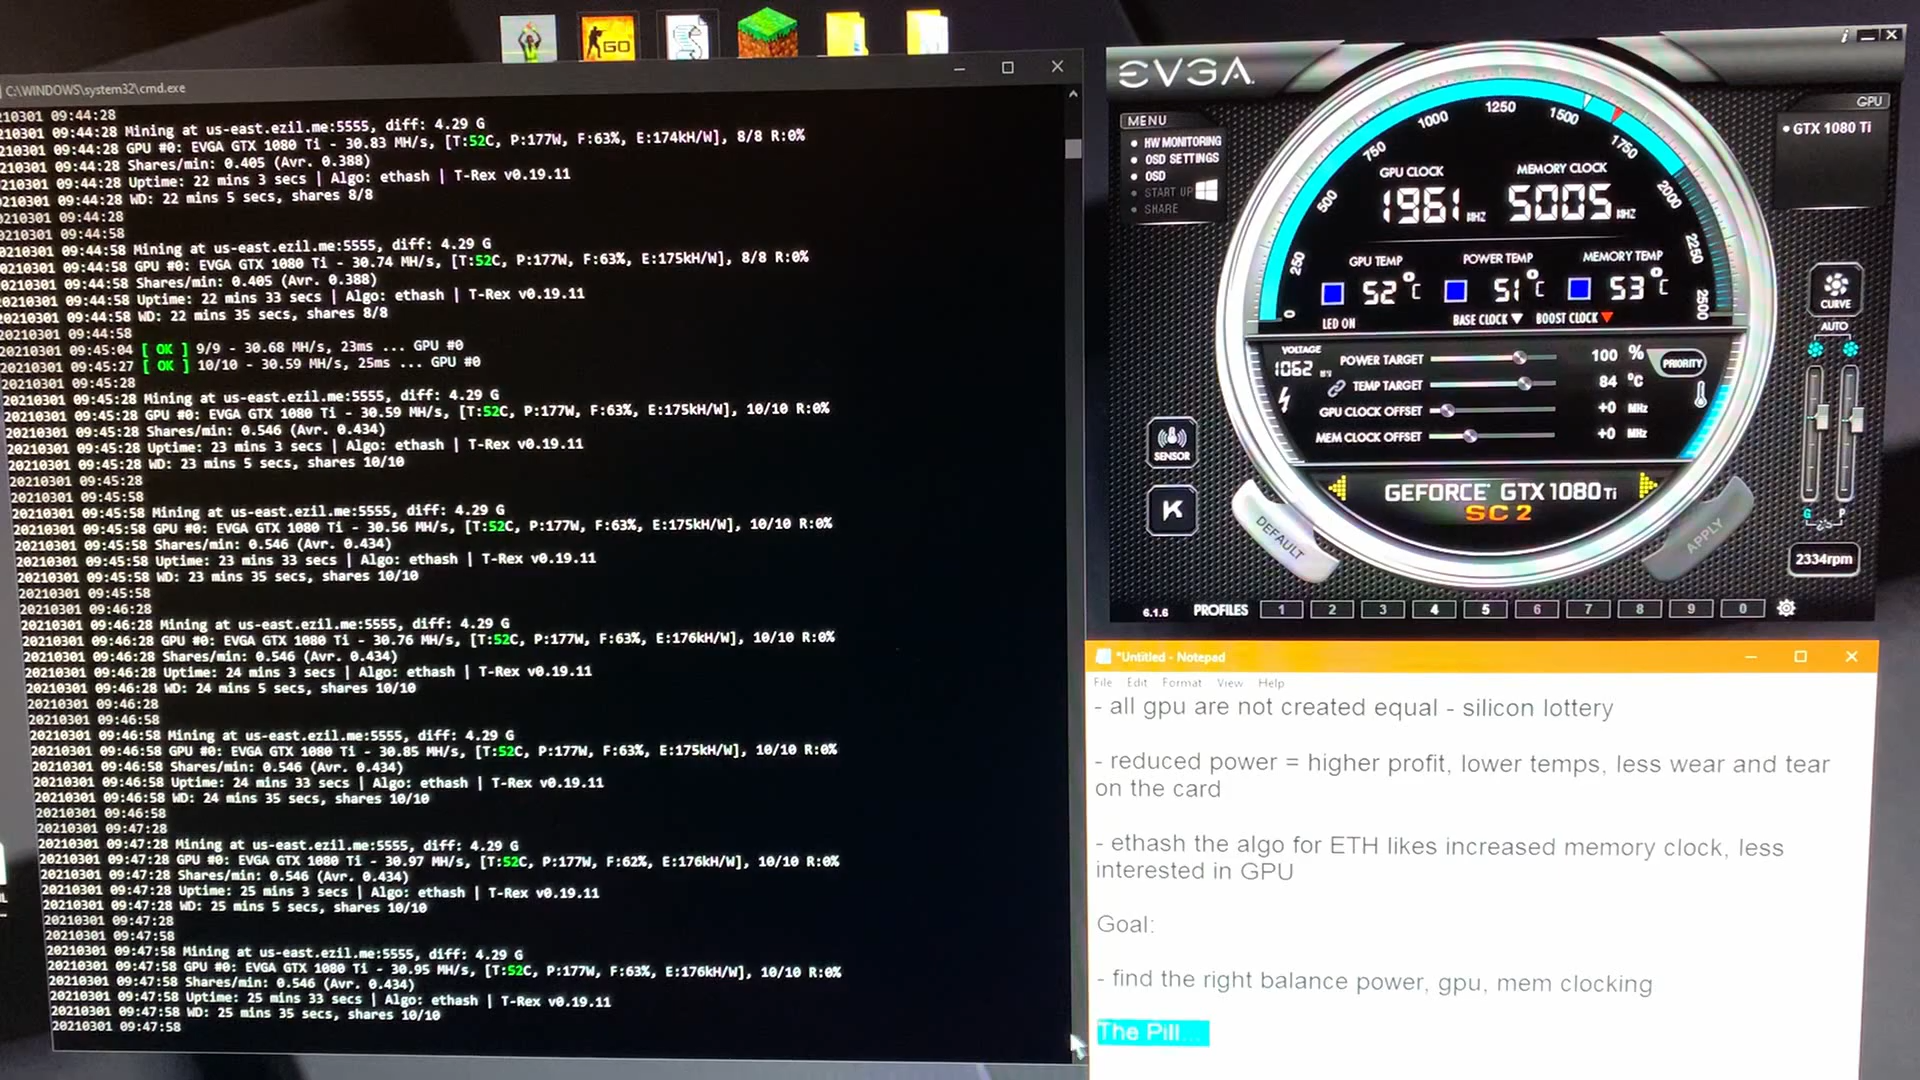 GO
C:\WINDOWS\system32\cmd.exe
210301 09:44:28
210301 09:44:28 Mining at us-east.ezil.me:5555, diff: 4.29 G
210301 09:44:28 GPU #0: EVGA GTX 1080 Ti - 30.83 MH/s, [T:52C, P:177W, F:63%, E:174kH/W], 8/8 R:0%
210301 09:44:28 Shares/min: 0.405 (Avr. 0.388)
210301 09:44:28 Uptime: 22 mins 3 secs | Algo: ethash | T-Rex v0.19.11
210301 09:44:28 WD: 22 mins 5 secs, shares 8/8
0210301 09:44:28
0210301 09:44:58
0210301 09:44:58 Mining at us-east.ezil.me:5555, diff: 4.29 G
0210301 09:44:58 GPU #0: EVGA GTX 1080 Ti - 30.74 MH/s, [T:52C, P:177W, F:63%, E:175kH/W], 8/8 R:0%
0210301 09:44:58 Shares/min: 0.405 (Avr. 0.388)
0210301 09:44:58 Uptime: 22 mins 33 secs | Algo: ethash | T-Rex v0.19.11
20210301 09:44:58 WD: 22 mins 35 secs, shares 8/8
20210301 09:44:58
20210301 09:45:04 [ OK ] 9/9 - 30.68 MH/s, 23ms ... GPU #0
20210301 09:45:27 [ OK ] 10/10 - 30.59 MH/s, 25ms ... GPU #0
20210301 09:45:28
20210301 09:45:28 Mining at us-east.ezil.me:5555, diff: 4.29 G
20210301 09:45:28 GPU #0: EVGA GTX 1080 Ti - 30.59 MH/s, [T:52C, P:177W, F:63%, E:175kH/W], 10/10 R:0%
20210301 09:45:28 Shares/min: 0.546 (Avr. 0.434)
20210301 09:45:28 Uptime: 23 mins 3 secs | Algo: ethash | T-Rex v0.19.11
20210301 09:45:28 WD: 23 mins 5 secs, shares 10/10
20210301 09:45:28
20210301 09:45:58
20210301 09:45:58 Mining at us-east.ezil.me:5555, diff: 4.29 G
20210301 09:45:58 GPU #0: EVGA GTX 1080 Ti - 30.56 MH/s, [T:52C, P:177W, F:63%, E:175kH/W], 10/10 R:0%
20210301 09:45:58 Shares/min: 0.546 (Avr. 0.434)
20210301 09:45:58 Uptime: 23 mins 33 secs | Algo: ethash | T-Rex v0.19.11
20210301 09:45:58 WD: 23 mins 35 secs, shares 10/10
20210301 09:45:58
20210301 09:46:28
20210301 09:46:28 Mining at us-east.ezil.me:5555, diff: 4.29 G
20210301 09:46:28 GPU #0: EVGA GTX 1080 Ti - 30.76 MH/s, [T:52C, P:177W, F:63%, E:176kH/W], 10/10 R:0%
20210301 09:46:28 Shares/min: 0.546 (Avr. 0.434)
20210301 09:46:28 Uptime: 24 mins 3 secs | Algo: ethash | T-Rex v0.19.11
20210301 09:46:28 WD: 24 mins 5 secs, shares 10/10
20210301 09:46:28
20210301 09:46:58
20210301 09:46:58 Mining at us-east.ezil.me:5555, diff: 4.29 G
20210301 09:46:58 GPU #0: EVGA GTX 1080 Ti - 30.85 MH/s, [T:52C, P:177W, F:63%, E:175kH/W], 10/10 R:0%
20210301 09:46:58 Shares/min: 0.546 (Avr. 0.434)
20210301 09:46:58 Uptime: 24 mins 33 secs | Algo: ethash | T-Rex v0.19.11
20210301 09:46:58 WD: 24 mins 35 secs, shares 10/10
20210301 09:46:58
20210301 09:47:28
20210301 09:47:28 Mining at us-east.ezil.me:5555, diff: 4.29 G
20210301 09:47:28 GPU #0: EVGA GTX 1080 Ti - 30.97 MH/s, [T:52C, P:177W, F:62%, E:176kH/W], 10/10 R:0%
20210301 09:47:28 Shares/min: 0.546 (Avr. 0.434)
20210301 09:47:28 Uptime: 25 mins 3 secs | Algo: ethash | T-Rex v0.19.11
20210301 09:47:28 WD: 25 mins 5 secs, shares 10/10
20210301 09:47:28
20210301 09:47:58
20210301 09:47:58 Mining at us-east.ezil.me:5555, diff: 4.29 G
20210301 09:47:58 GPU #0: EVGA GTX 1080 Ti - 30.95 MH/s, [T:52C, P:177W, F:63%, E:176kH/W], 10/10 R:0%
20210301 09:47:58 Shares/min: 0.546 (Avr. 0.434)
20210301 09:47:58 Uptime: 25 mins 33 secs | Algo: ethash | T-Rex v0.19.11
20210301 09:47:58 WD: 25 mins 35 secs, shares 10/10
20210301 09:47:58
EVGA
MENU
HW MONITORING
OSD SETTINGS
OSD
START UP
SHARE
GPU
GTX 1080 Ti
0 250 500 750 1000 1250 1500 1750 2000 2250 2500
GPU CLOCK MEMORY CLOCK
1961 MHZ 5005 MHZ
GPU TEMP POWER TEMP MEMORY TEMP
52°C 51°C 53°C
LED ON BASE CLOCK BOOST CLOCK
VOLTAGE
1062 mV
POWER TARGET 100 %
PRIORITY
TEMP TARGET 84 °C
GPU CLOCK OFFSET +0 MHz
MEM CLOCK OFFSET +0 MHz
GEFORCE GTX 1080 Ti
SC 2
DEFAULT
APPLY
SENSOR
K
CURVE
AUTO
G P
2334rpm
6.1.6 PROFILES 1 2 3 4 5 6 7 8 9 0
*Untitled - Notepad
File Edit Format View Help
- all gpu are not created equal - silicon lottery
- reduced power = higher profit, lower temps, less wear and tear
on the card
- ethash the algo for ETH likes increased memory clock, less
interested in GPU
Goal:
- find the right balance power, gpu, mem clocking
The Pill...